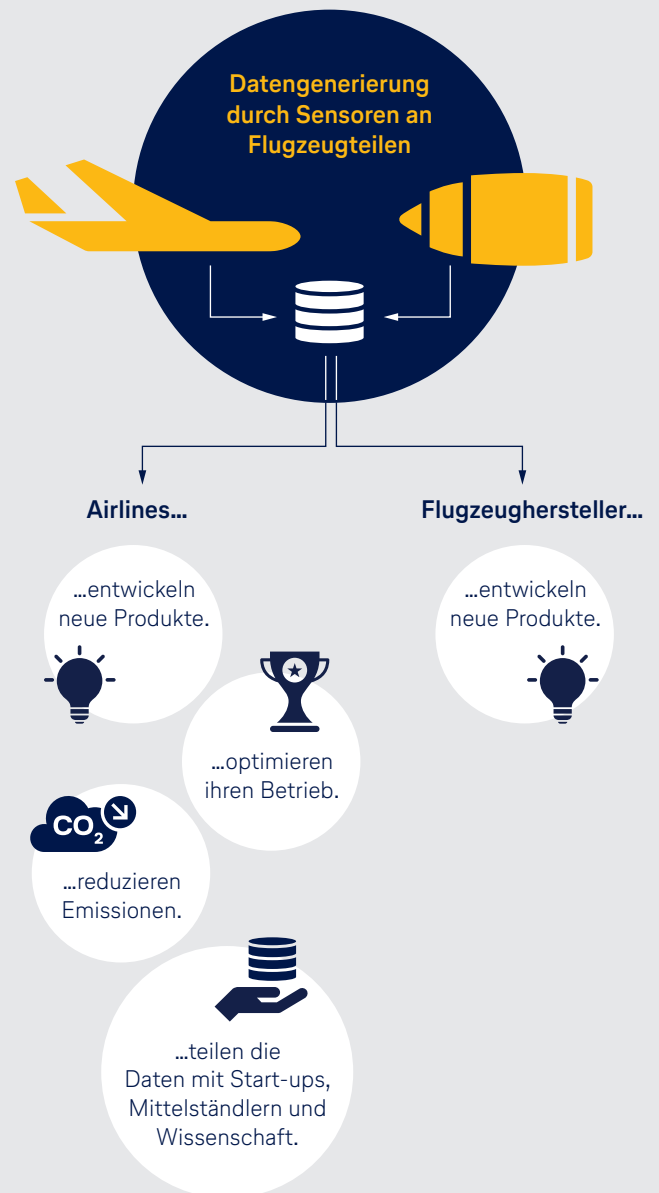 Datengenerierung
durch Sensoren an
Flugzeugteilen
Airlines...
...entwickeln
neue Produkte.
...optimieren
ihren Betrieb.
CO2
...reduzieren
Emissionen.
...teilen die
Daten mit Start-ups,
Mittelständlern und
Wissenschaft.
Flugzeughersteller...
...entwickeln
neue Produkte.